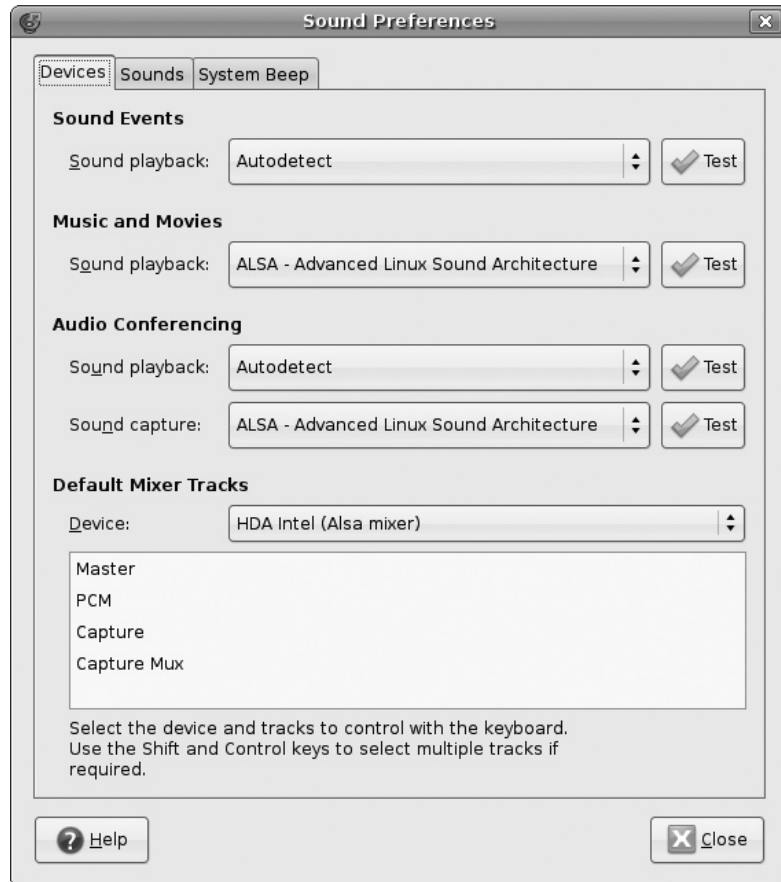 Sound Preferences
Devices Sounds System Beep
Sound Events
Sound playback: Autodetect Test
Music and Movies
Sound playback: ALSA - Advanced Linux Sound Architecture Test
Audio Conferencing
Sound playback: Autodetect Test
Sound capture: ALSA - Advanced Linux Sound Architecture Test
Default Mixer Tracks
Device: HDA Intel (Alsa mixer)
Master
PCM
Capture
Capture Mux
Select the device and tracks to control with the keyboard.
Use the Shift and Control keys to select multiple tracks if
required.
Help Close